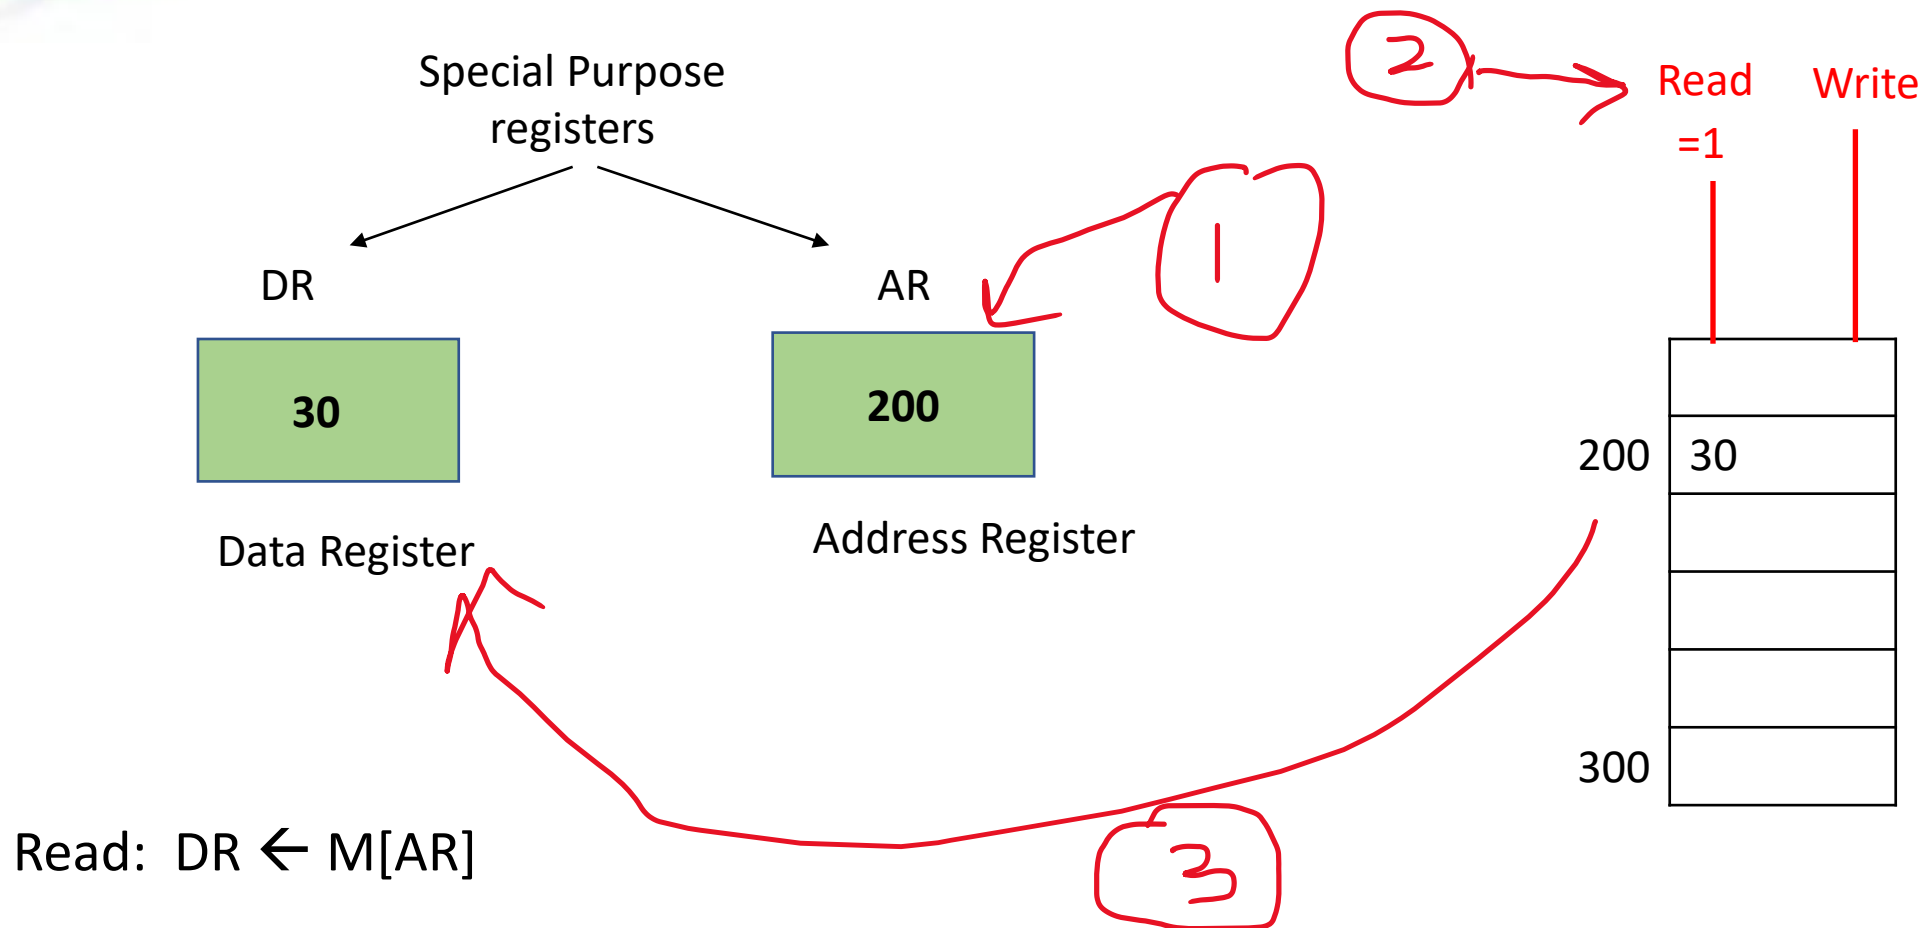 Special Purpose
registers
2
Read
Write
=1
1
DR
AR
30
200
200
30
Data Register
Address Register
300
3
Read: DR ← M[AR]